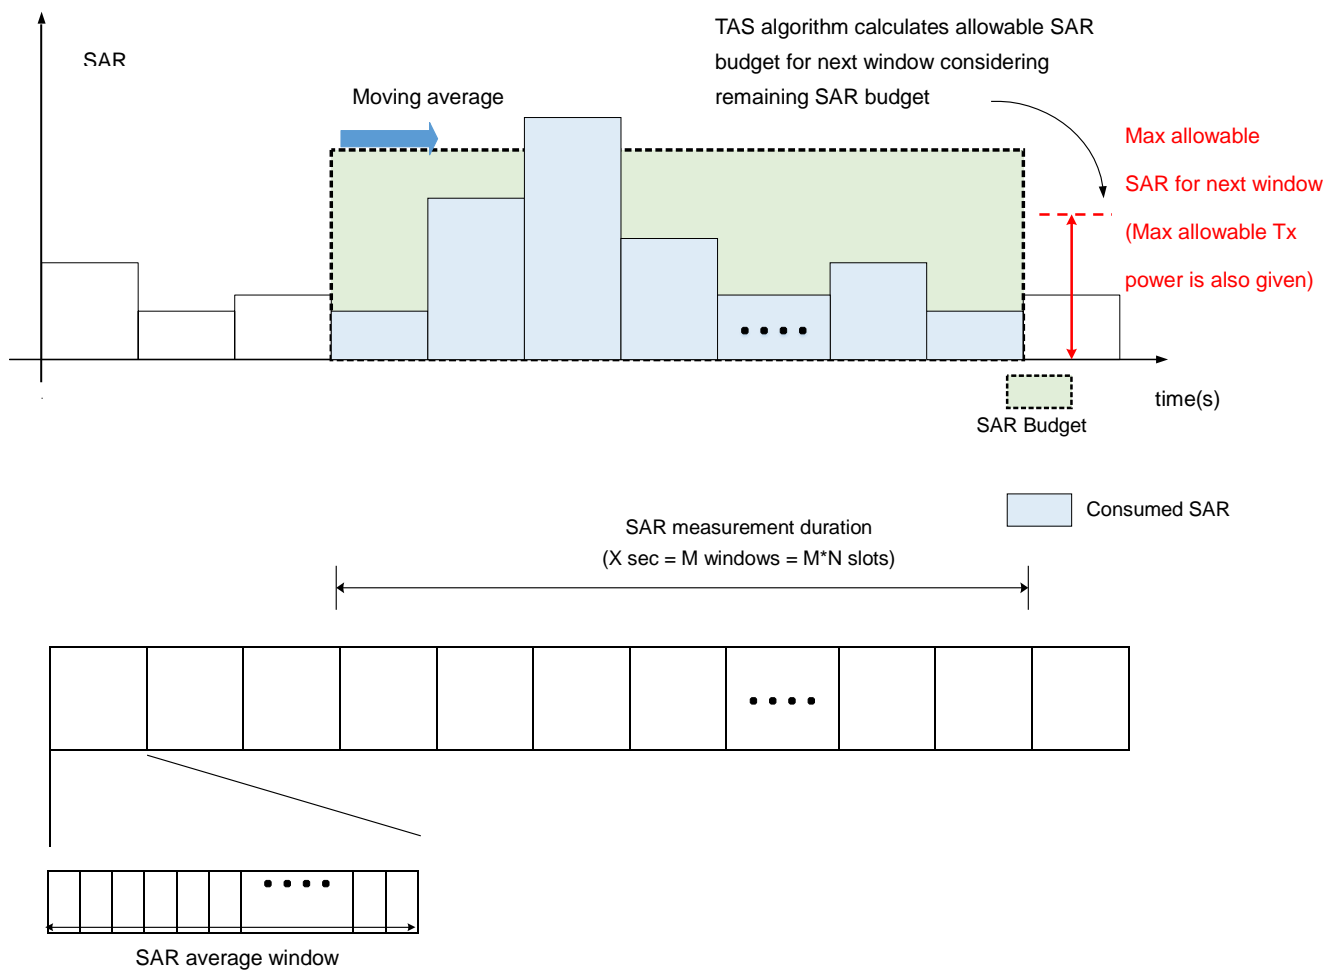 TAS algorithm calculates allowable SAR
budget for next window considering
remaining SAR budget
SAR
Moving average
Max allowable
SAR for next window
(Max allowable Tx
power is also given)
time(s)
SAR Budget
Consumed SAR
SAR measurement duration
(X sec = M windows = M*N slots)
SAR average window